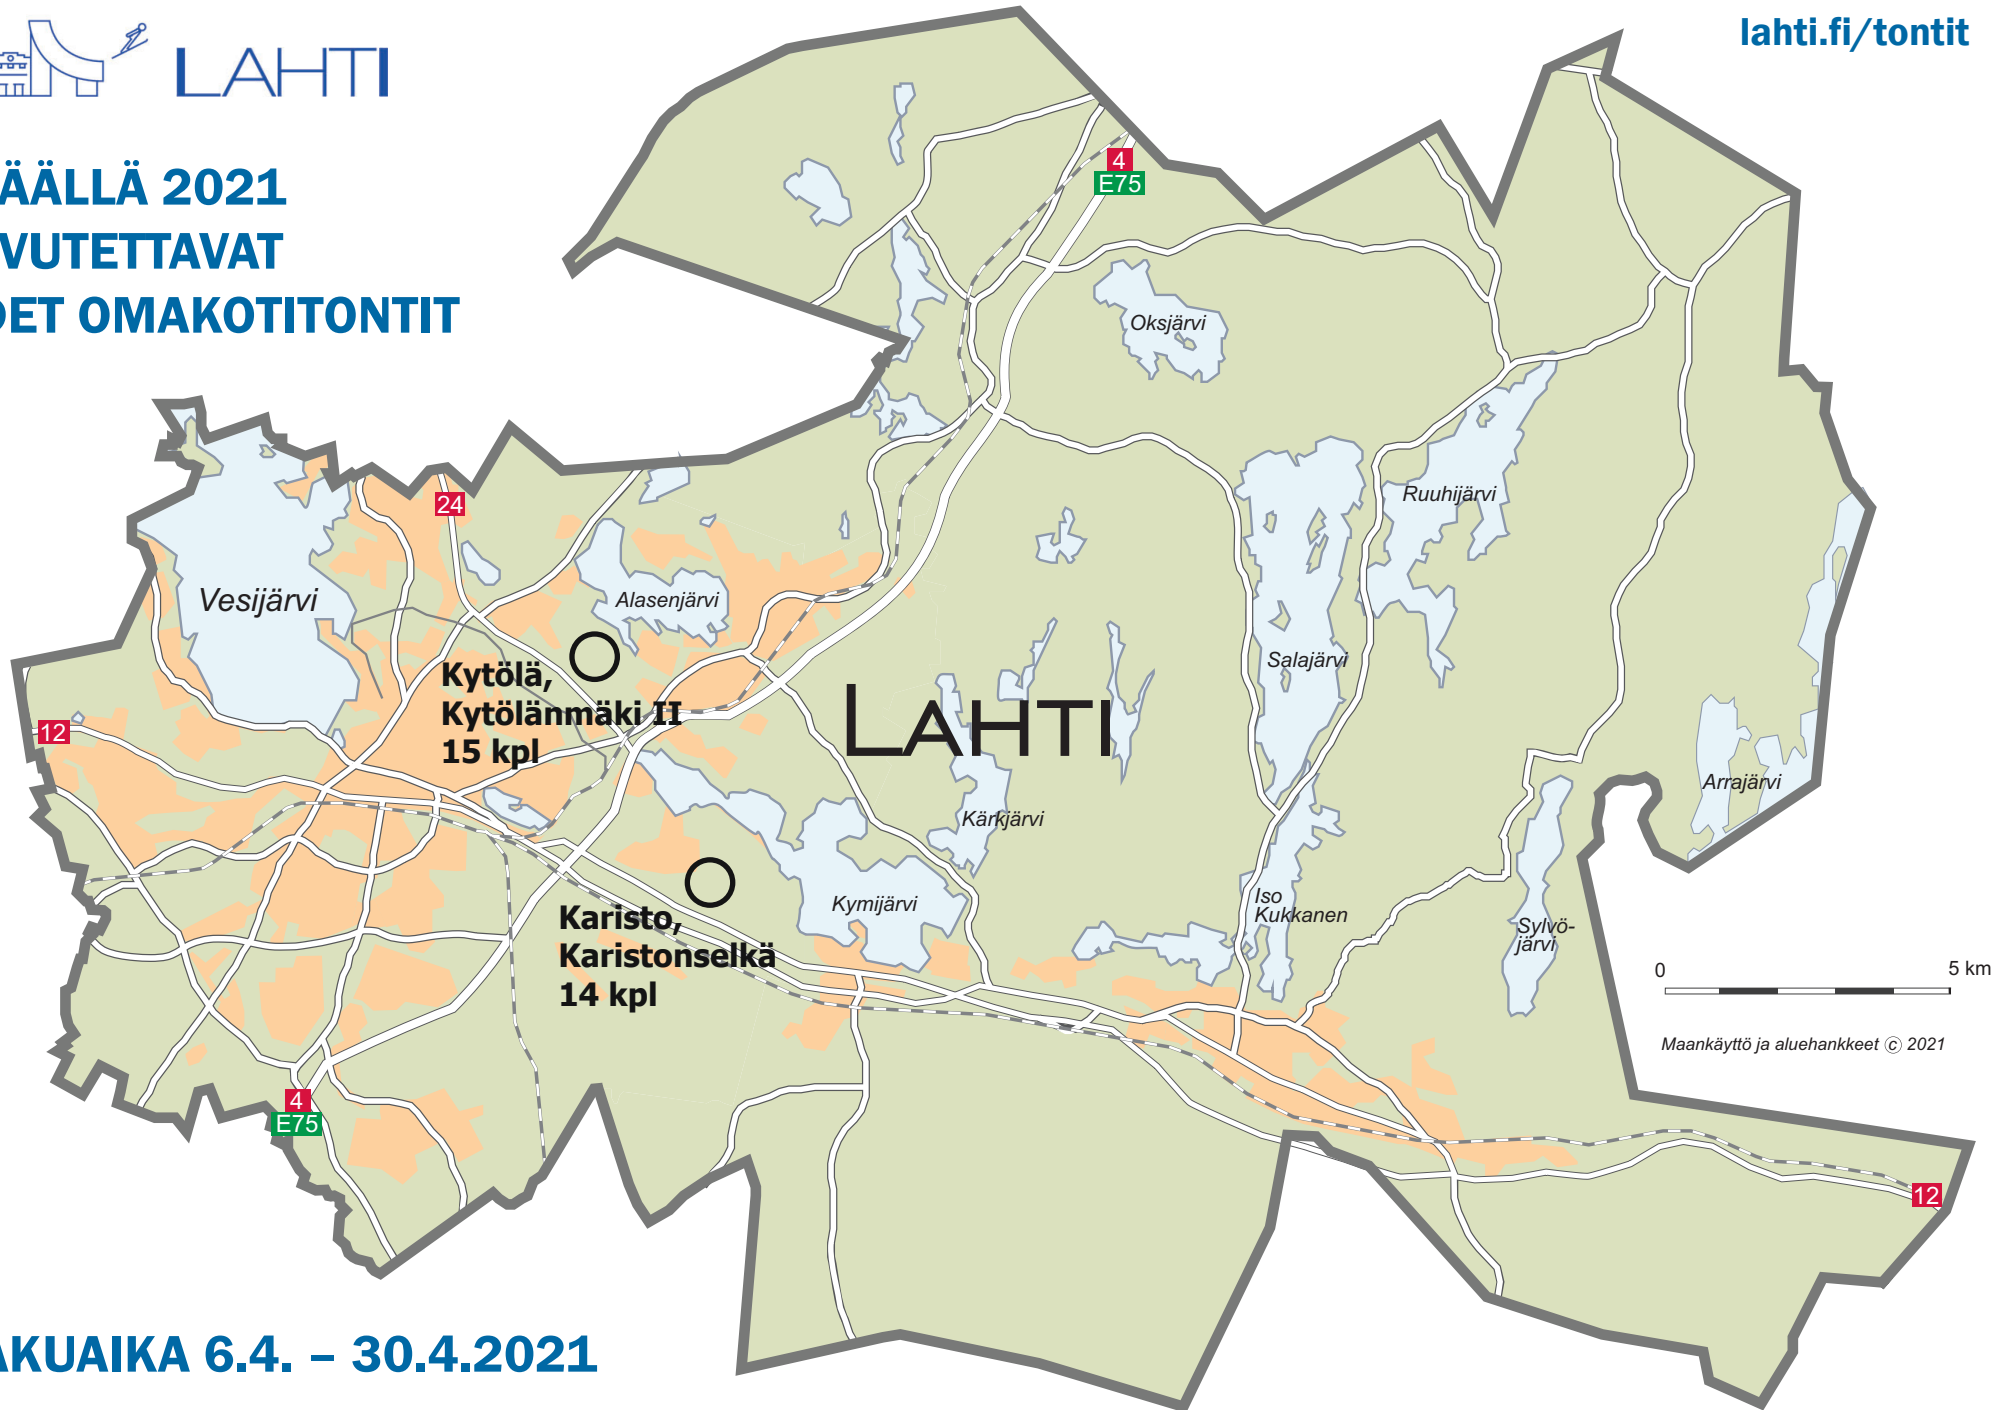 LAHTI
lahti.fi/tontit
ÄÄLLÄ 2021
VUTETTAVAT
DET OMAKOTITONTIT
4
E75
Oksjärvi
24
Ruuhijärvi
Vesijärvi
Alasenjärvi
Kytölä,
Kytölänmäki II
15 kpl
Salajärvi
LAHTI
12
Arrajärvi
Kärkjärvi
Kymijärvi
Iso
Kukkanen
Karisto,
Karistonselkä
14 kpl
Sylvö-
järvi
0 5 km
Maankäyttö ja aluehankkeet © 2021
4
E75
12
AKUAIKA 6.4. – 30.4.2021